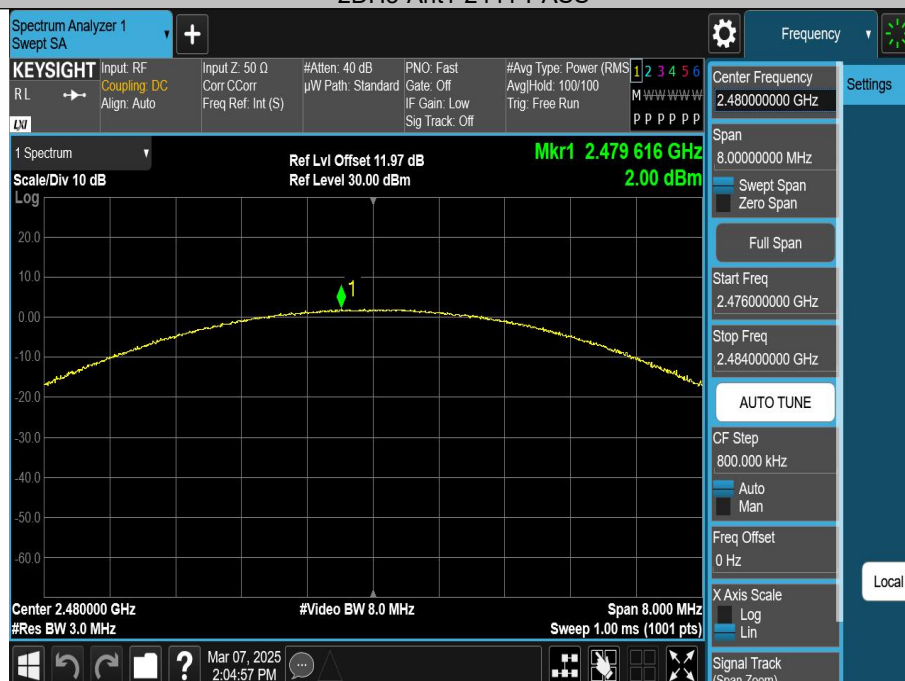 Spectrum Analyzer 1
Swept SA
+
Frequency
KEYSIGHT
RL
LXI
Input: RF
Coupling: DC
Align: Auto
Input Z: 50 Ω
Corr CCorr
Freq Ref: Int (S)
#Atten: 40 dB
µW Path: Standard
PNO: Fast
Gate: Off
IF Gain: Low
Sig Track: Off
#Avg Type: Power (RMS
Avg|Hold: 100/100
Trig: Free Run
1 2 3 4 5 6
M W W W W W
P P P P P P
1 Spectrum
Scale/Div 10 dB
Log
Ref Lvl Offset 11.97 dB
Ref Level 30.00 dBm
Mkr1 2.479 616 GHz
2.00 dBm
20.0
10.0
0.00
-10.0
-20.0
-30.0
-40.0
-50.0
-60.0
1
Center 2.480000 GHz
#Res BW 3.0 MHz
#Video BW 8.0 MHz
Span 8.000 MHz
Sweep 1.00 ms (1001 pts)
Mar 07, 2025
2:04:57 PM
Center Frequency
2.480000000 GHz
Span
8.00000000 MHz
Swept Span
Zero Span
Full Span
Start Freq
2.476000000 GHz
Stop Freq
2.484000000 GHz
AUTO TUNE
CF Step
800.000 kHz
Auto
Man
Freq Offset
0 Hz
X Axis Scale
Log
Lin
Signal Track
(Span Zoom)
Settings
Local